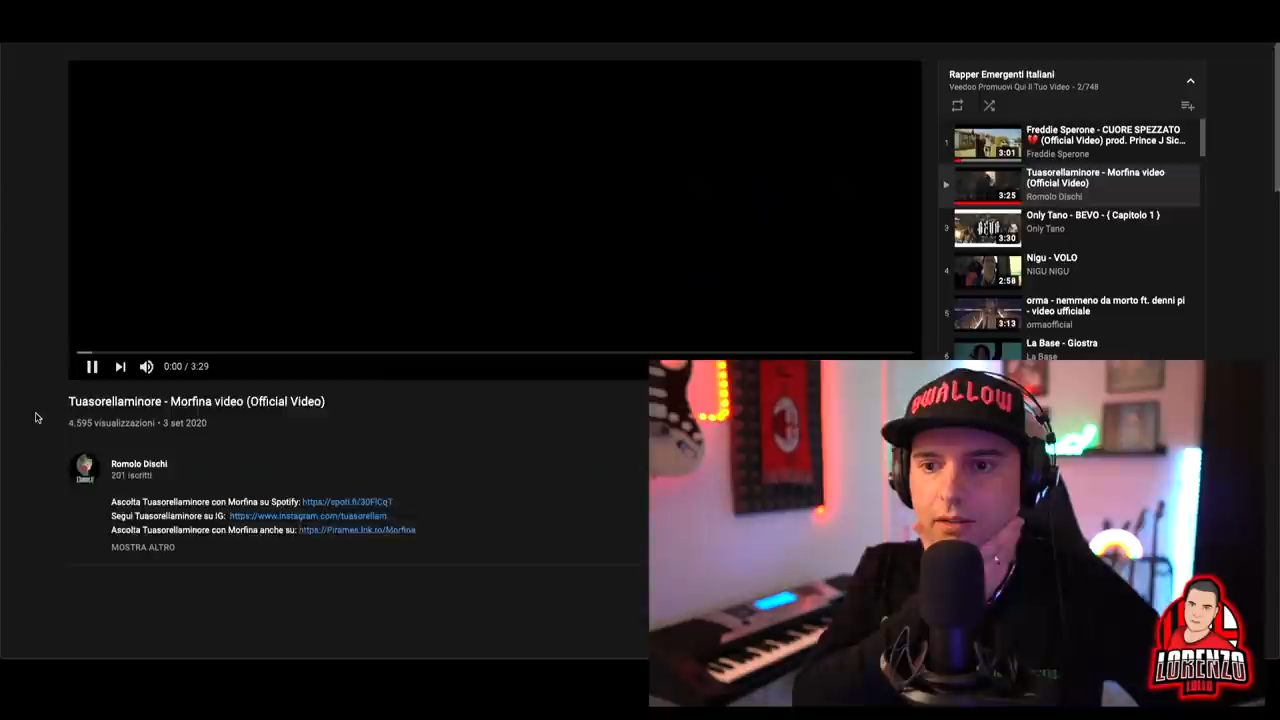 Rapper Emergenti Italiani
Veedoo Promuovi Qui Il Tuo Video - 2/748
1
3:01
Freddie Sperone - CUORE SPEZZATO
💔 (Official Video) prod. Prince J Sic...
Freddie Sperone
3:25
Tuasorellaminore - Morfina video
(Official Video)
Romolo Dischi
3
3:30
Only Tano - BEVO - { Capitolo 1 }
Only Tano
4
2:58
Nigu - VOLO
NIGU NIGU
5
3:13
orma - nemmeno da morto ft. denni pi
- video ufficiale
ormaofficial
6
La Base - Giostra
La Base
0:00 / 3:29
Tuasorellaminore - Morfina video (Official Video)
4.595 visualizzazioni • 3 set 2020
Romolo Dischi
201 iscritti
Ascolta Tuasorellaminore con Morfina su Spotify: https://spoti.fi/30FICqT
Segui Tuasorellaminore su IG: https://www.instagram.com/tuasorellam...
Ascolta Tuasorellaminore con Morfina anche su: https://Pirames.lnk.to/Morfina
MOSTRA ALTRO
SWALLOW
LORENZO
LOLLO